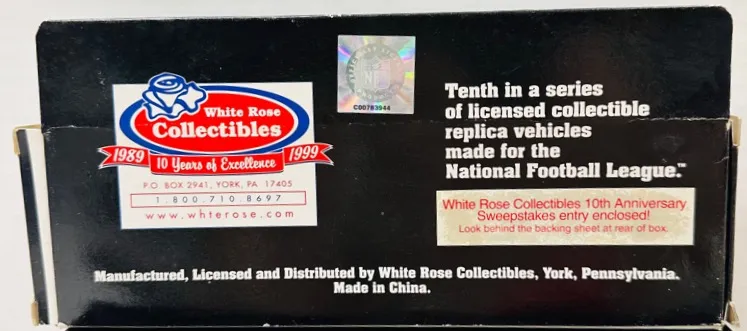 White Rose
Collectibles
1989 10 Years of Excellence 1999
P.O. BOX 2941, YORK, PA 17405
1.800.710.8697
www.whterose.com
NFL
C00783944
Tenth in a series
of licensed collectible
replica vehicles
made for the
National Football League.™
White Rose Collectibles 10th Anniversary
Sweepstakes entry enclosed!
Look behind the backing sheet at rear of box.
Manufactured, Licensed and Distributed by White Rose Collectibles, York, Pennsylvania.
Made in China.